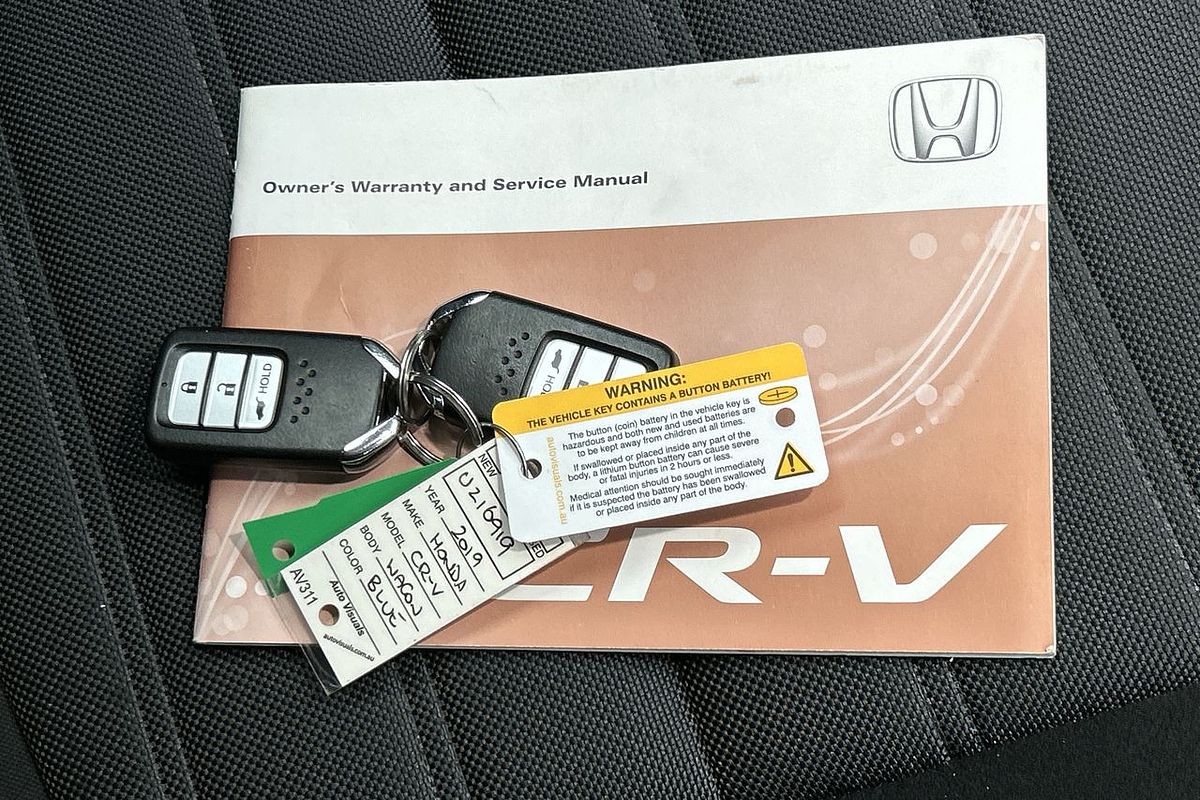 Owner's Warranty and Service Manual
HOLD
WARNING:
THE VEHICLE KEY CONTAINS A BUTTON BATTERY!
The button (coin) battery in the vehicle key is
hazardous and both new and used batteries are
to be kept away from children at all times.
If swallowed or placed inside any part of the
body, a lithium button battery can cause severe
or fatal injuries in 2 hours or less.
Medical attention should be sought immediately
if it is suspected the battery has been swallowed
or placed inside any part of the body.
autovisuals.com.au
NEW
U216919
YEAR 2019
MAKE HONDA
MODEL CR-V
BODY WAGON
COLOR BLUE
AV311
Auto Visuals
autovisuals.com.au
CR-V